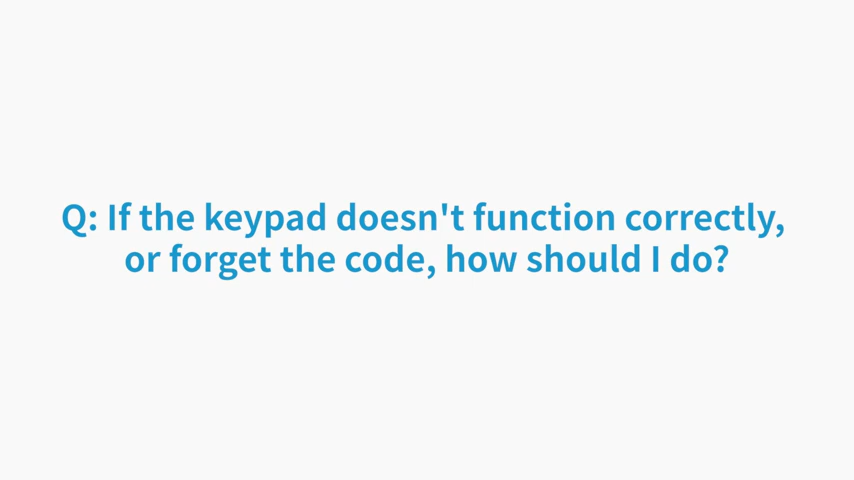 Q: If the keypad doesn't function correctly,
or forget the code, how should I do?